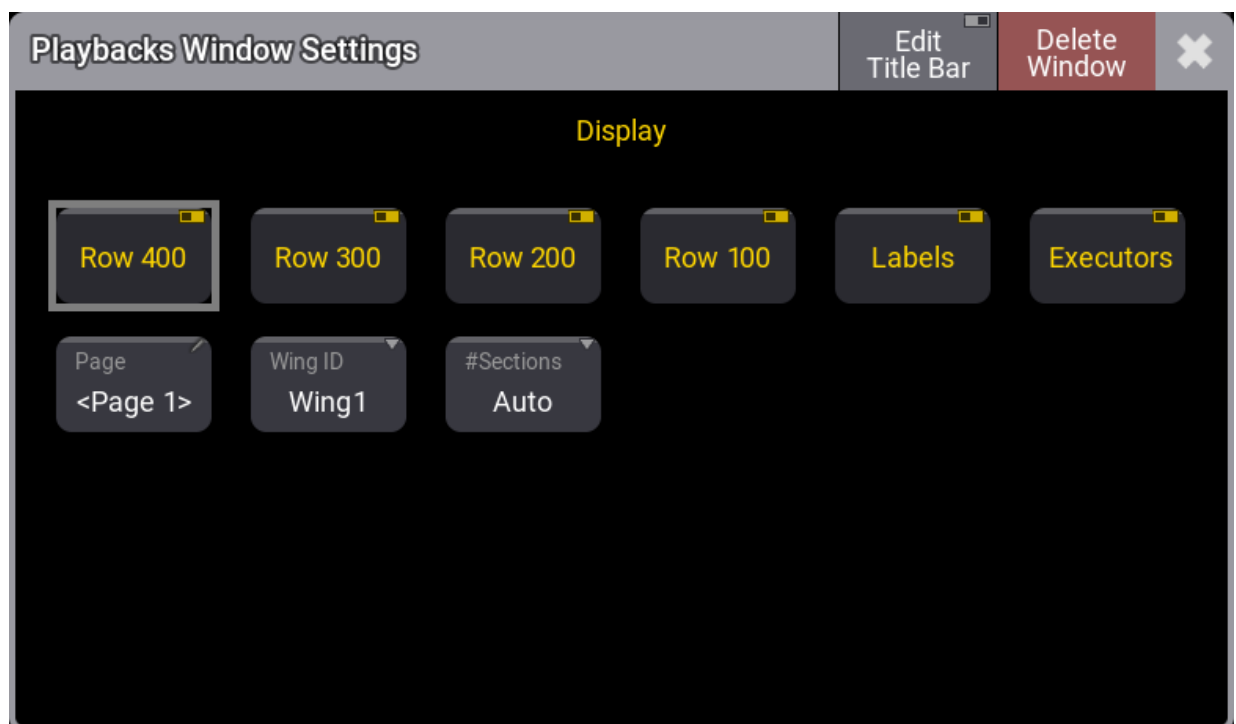 Playbacks Window Settings
Edit
Title Bar
Delete
Window
Display
Row 400
Row 300
Row 200
Row 100
Labels
Executors
Page
<Page 1>
Wing ID
Wing1
#Sections
Auto